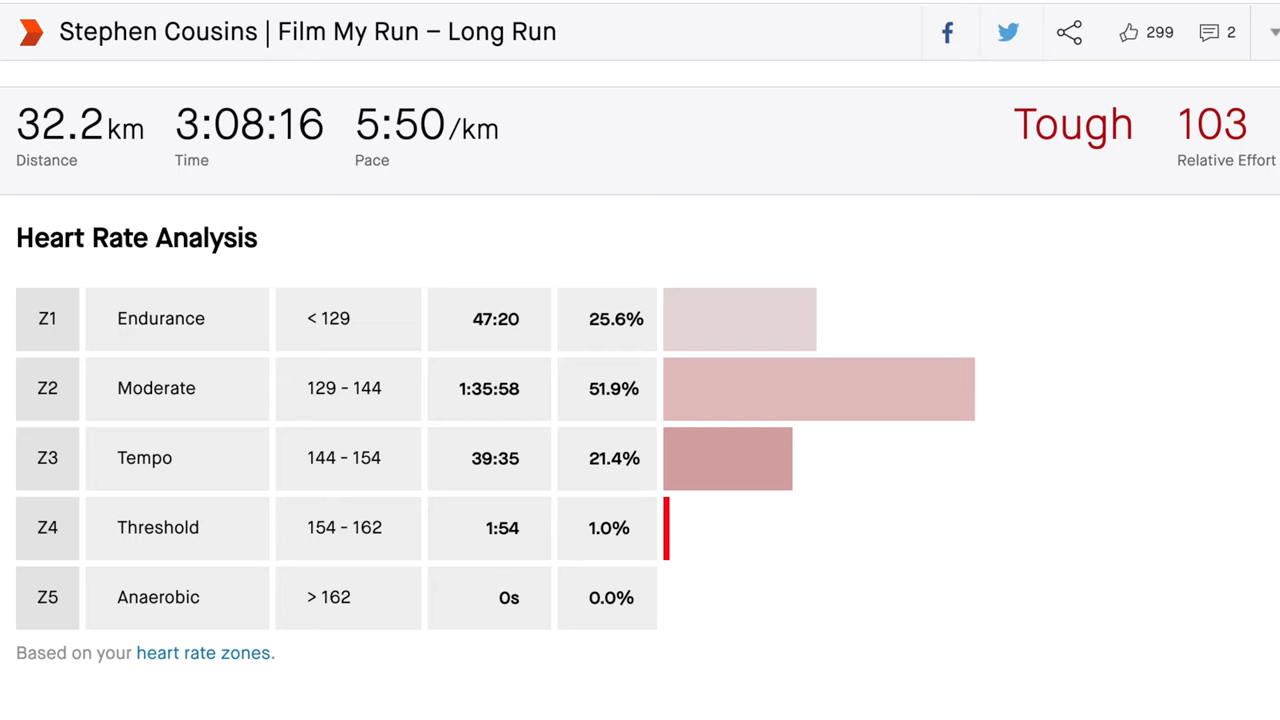 Stephen Cousins | Film My Run – Long Run
299
2
32.2 km 3:08:16 5:50 /km Tough 103
Distance Time Pace Relative Effort
Heart Rate Analysis
Z1 Endurance < 129 47:20 25.6%
Z2 Moderate 129 - 144 1:35:58 51.9%
Z3 Tempo 144 - 154 39:35 21.4%
Z4 Threshold 154 - 162 1:54 1.0%
Z5 Anaerobic > 162 0s 0.0%
Based on your heart rate zones.